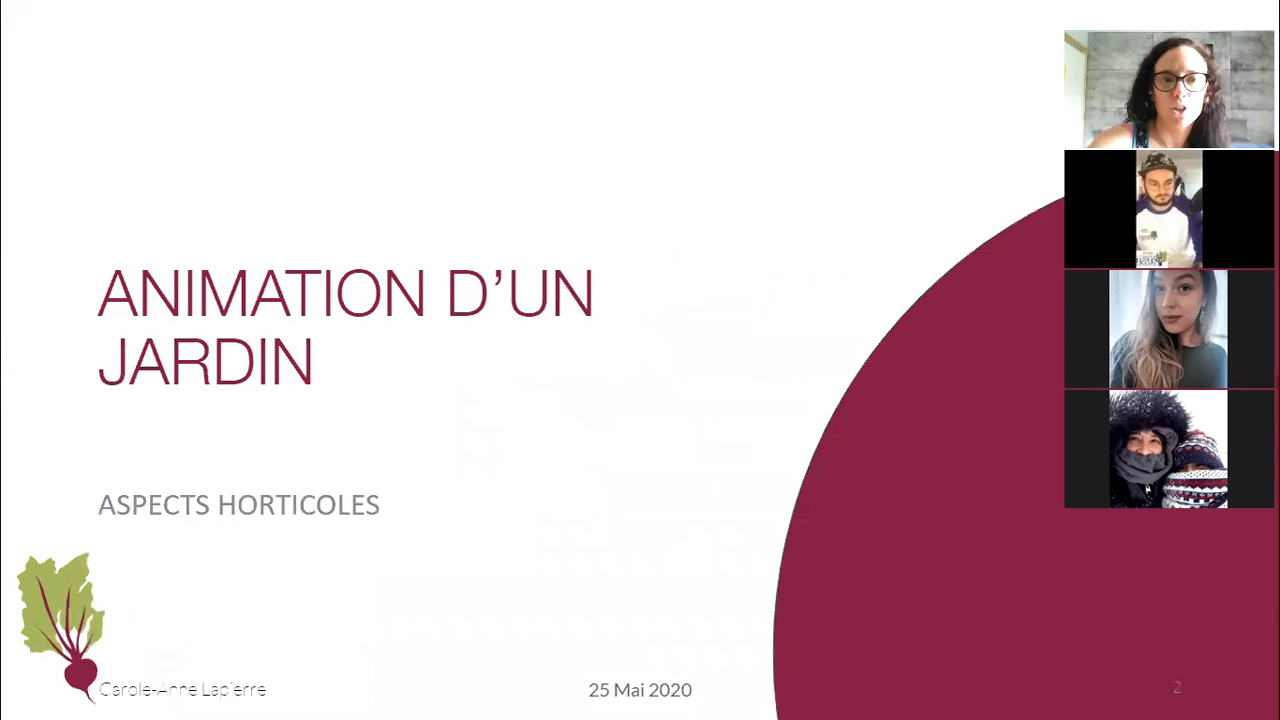 ANIMATION D’UN
JARDIN
ASPECTS HORTICOLES
Carole-Anne Lapierre
25 Mai 2020
2